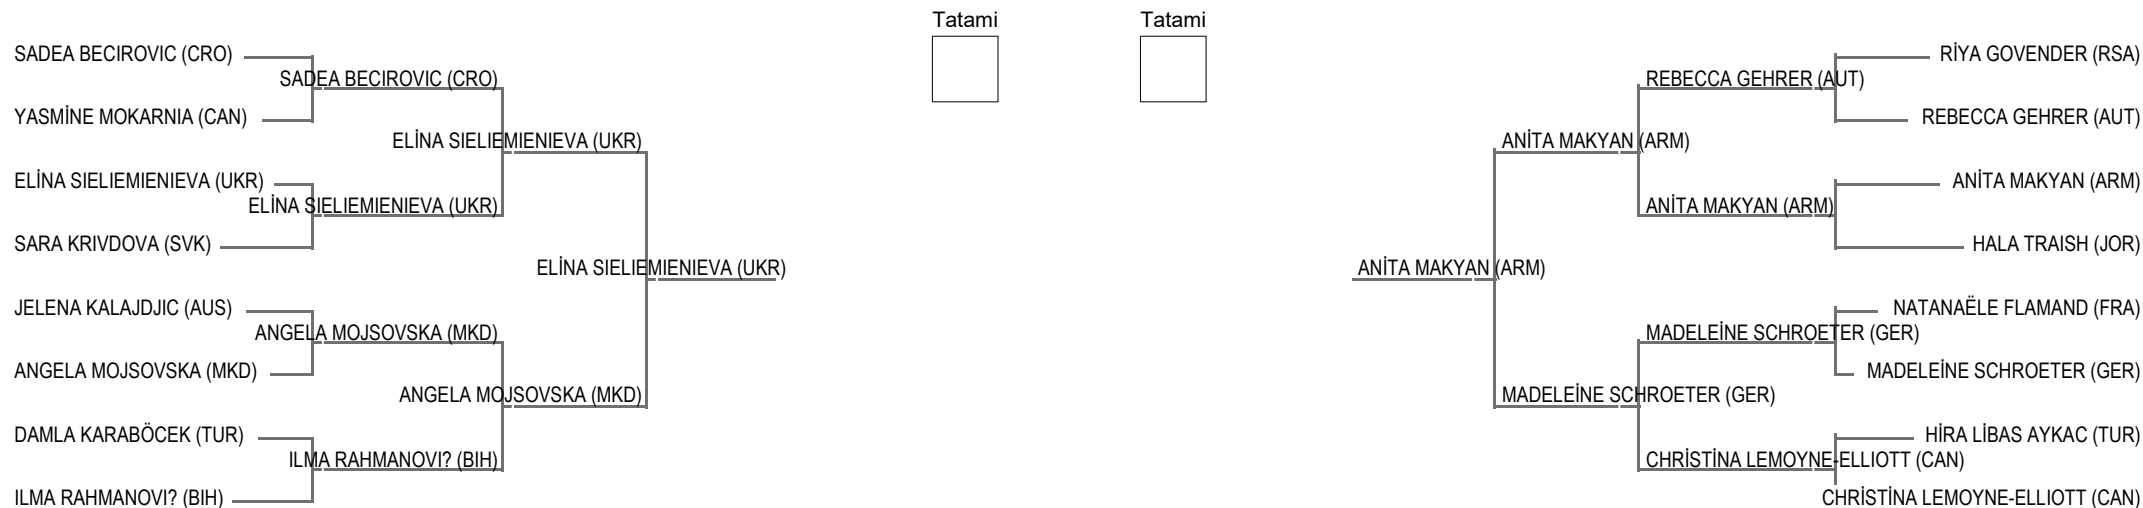 Tatami
Tatami
SADEA BECIROVIC (CRO)
SADEA BECIROVIC (CRO)
YASMİNE MOKARNIA (CAN)
ELİNA SIELIEMIENIEVA (UKR)
ELİNA SIELIEMIENIEVA (UKR)
ELİNA SIELIEMIENIEVA (UKR)
SARA KRIVDOVA (SVK)
ELİNA SIELIEMIENIEVA (UKR)
JELENA KALAJDJIC (AUS)
ANGELA MOJSOVSKA (MKD)
ANGELA MOJSOVSKA (MKD)
ANGELA MOJSOVSKA (MKD)
DAMLA KARABÖCEK (TUR)
ILMA RAHMANOVI? (BIH)
ILMA RAHMANOVI? (BIH)
RİYA GOVENDER (RSA)
REBECCA GEHRER (AUT)
REBECCA GEHRER (AUT)
ANİTA MAKYAN (ARM)
ANİTA MAKYAN (ARM)
ANİTA MAKYAN (ARM)
HALA TRAISH (JOR)
ANİTA MAKYAN (ARM)
NATANAËLE FLAMAND (FRA)
MADELEİNE SCHROETER (GER)
MADELEİNE SCHROETER (GER)
MADELEİNE SCHROETER (GER)
HİRA LİBAS AYKAC (TUR)
CHRİSTİNA LEMOYNE-ELLIOTT (CAN)
CHRİSTİNA LEMOYNE-ELLIOTT (CAN)